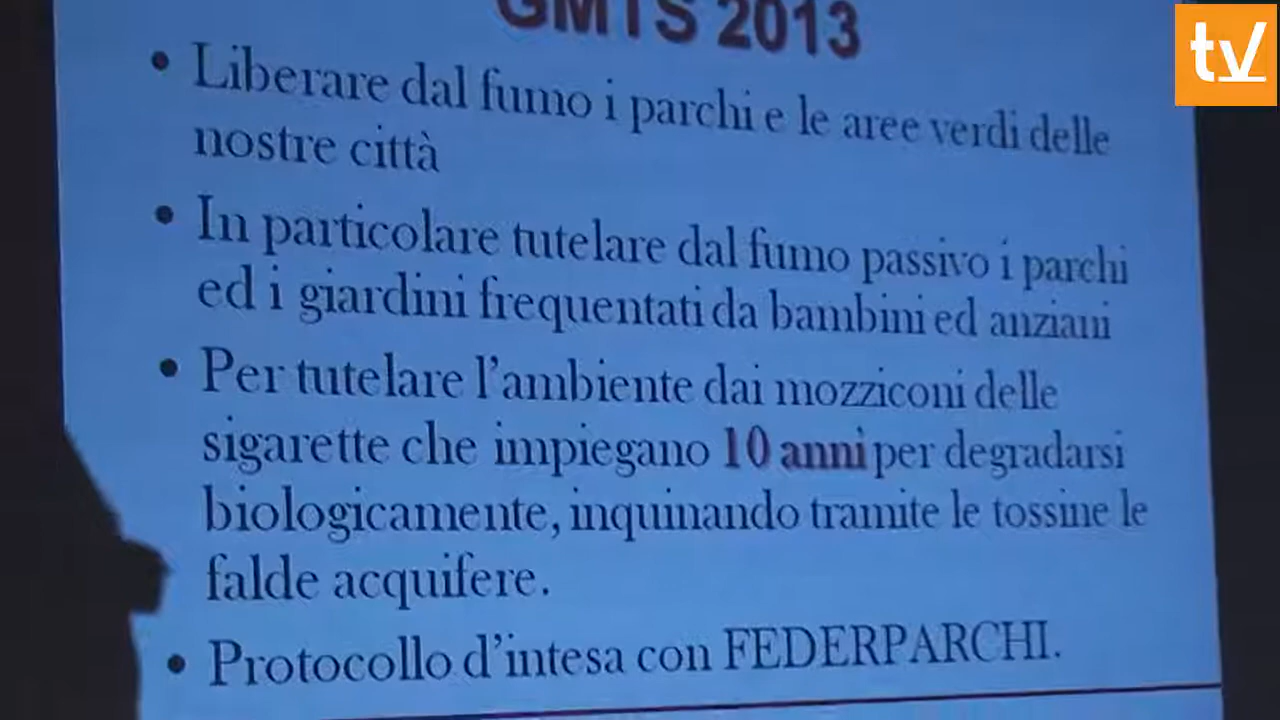 GMTS 2013
tv
• Liberare dal fumo i parchi e le aree verdi delle
nostre città
• In particolare tutelare dal fumo passivo i parchi
ed i giardini frequentati da bambini ed anziani
• Per tutelare l'ambiente dai mozziconi delle
sigarette che impiegano 10 anni per degradarsi
biologicamente, inquinando tramite le tossine le
falde acquifere.
• Protocollo d'intesa con FEDERPARCHI.